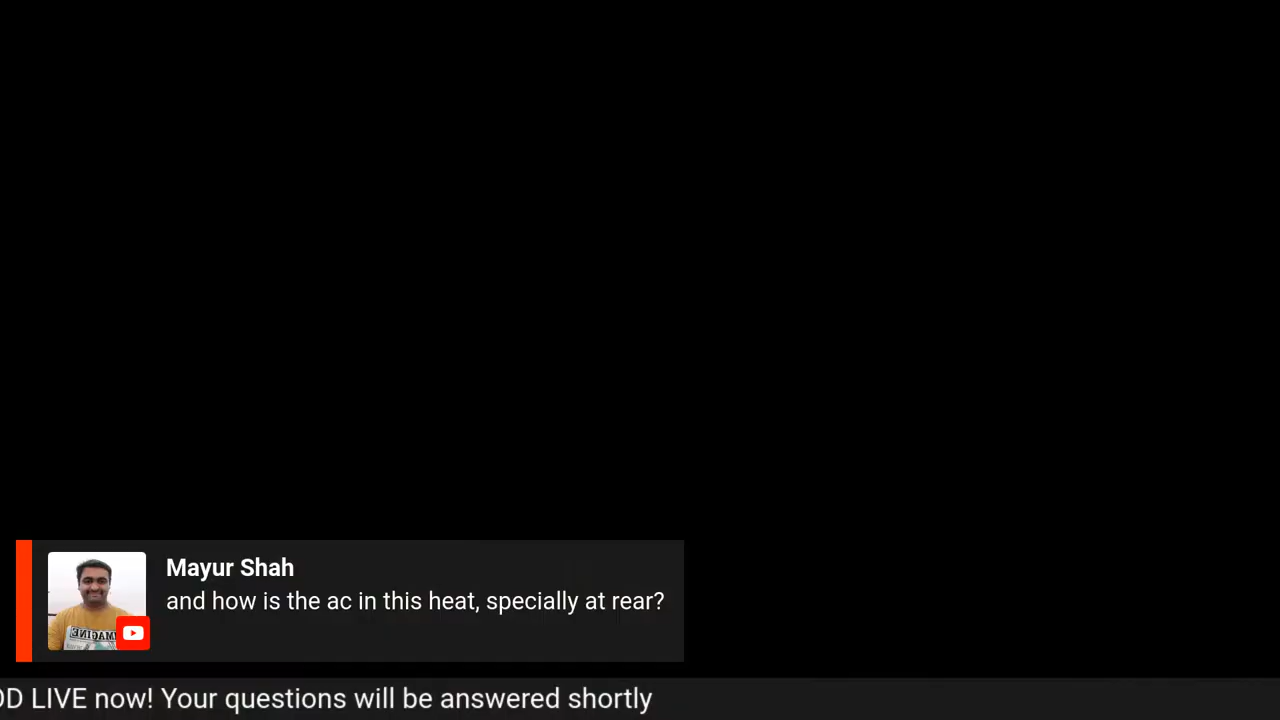 Mayur Shah
and how is the ac in this heat, specially at rear?
OD LIVE now! Your questions will be answered shortly